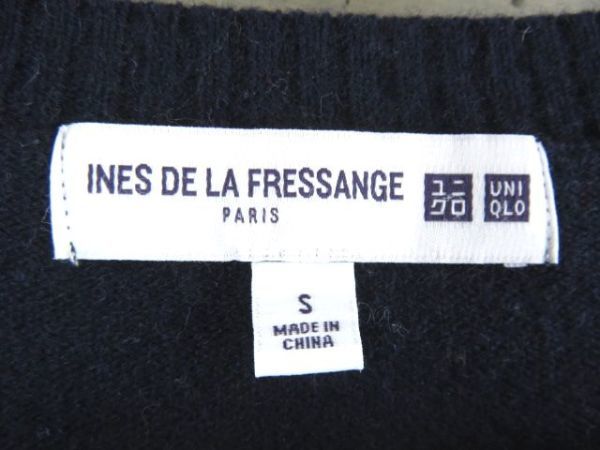 INES DE LA FRESSANGE
PARIS
ユニ
クロ
UNI
QLO
S
MADE IN
CHINA